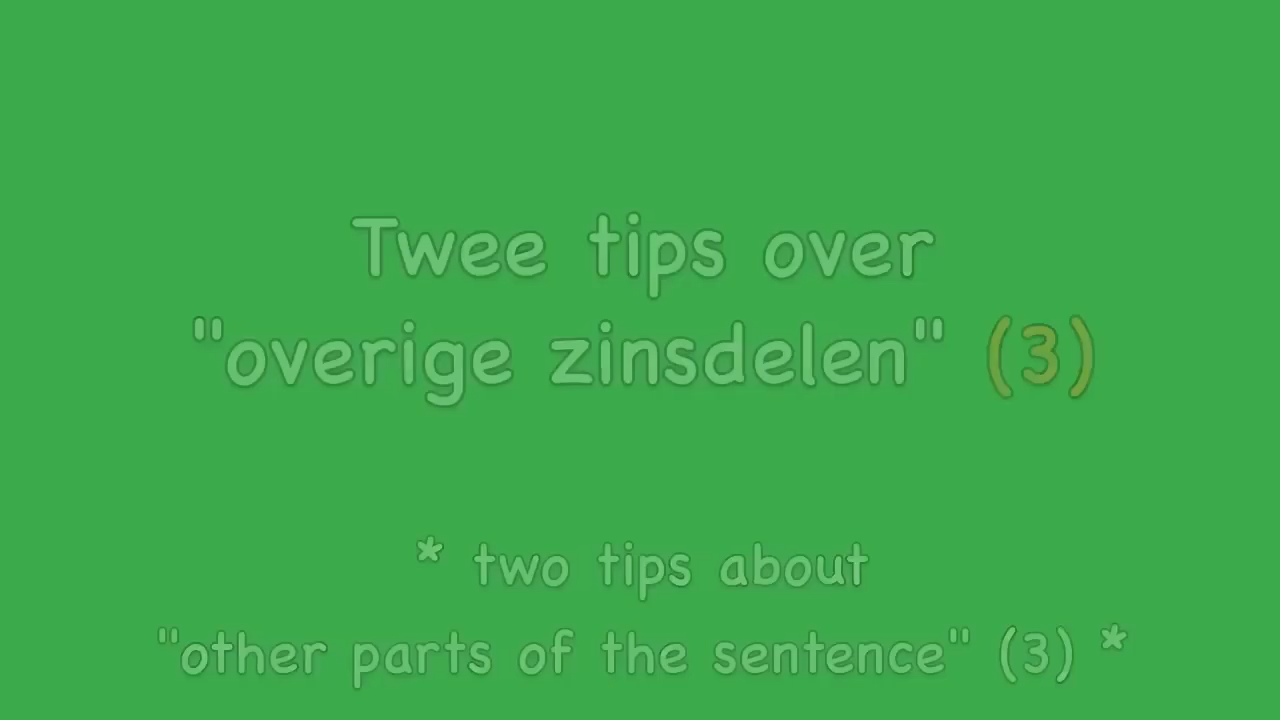 Twee tips over
"overige zinsdelen" (3)
* two tips about
"other parts of the sentence" (3) *